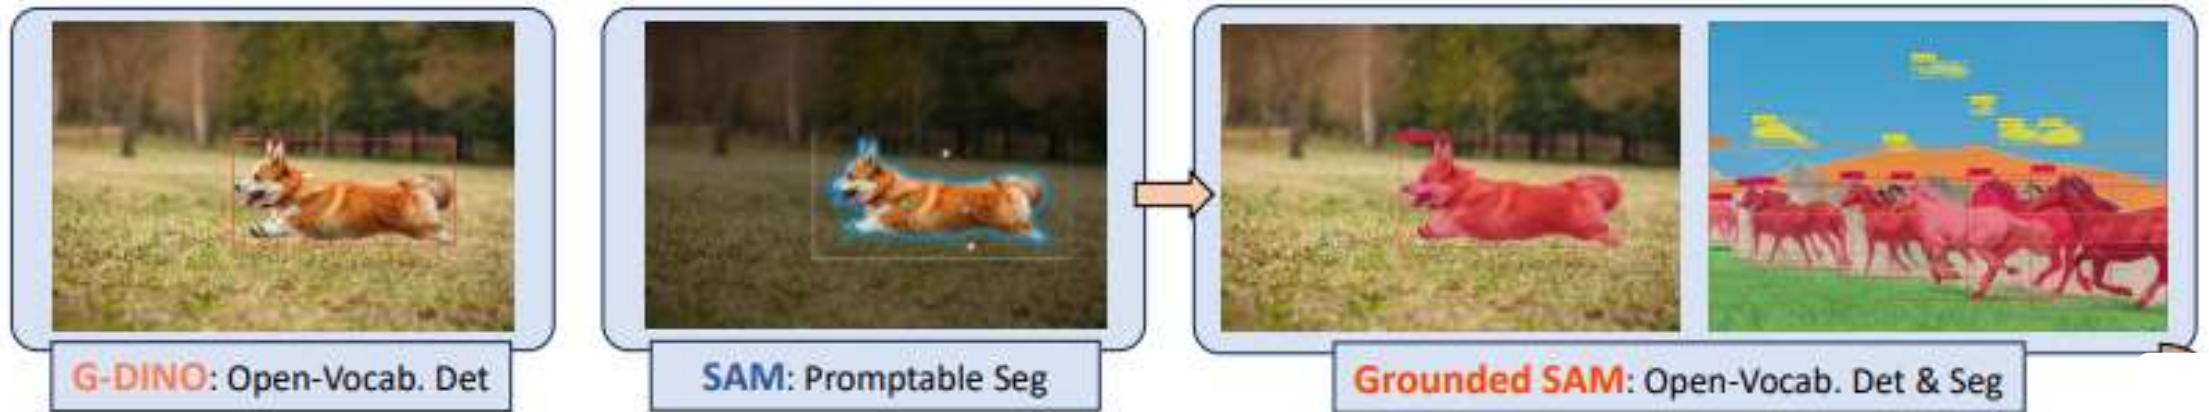 G-DINO: Open-Vocab. Det
SAM: Promptable Seg
Grounded SAM: Open-Vocab. Det & Seg